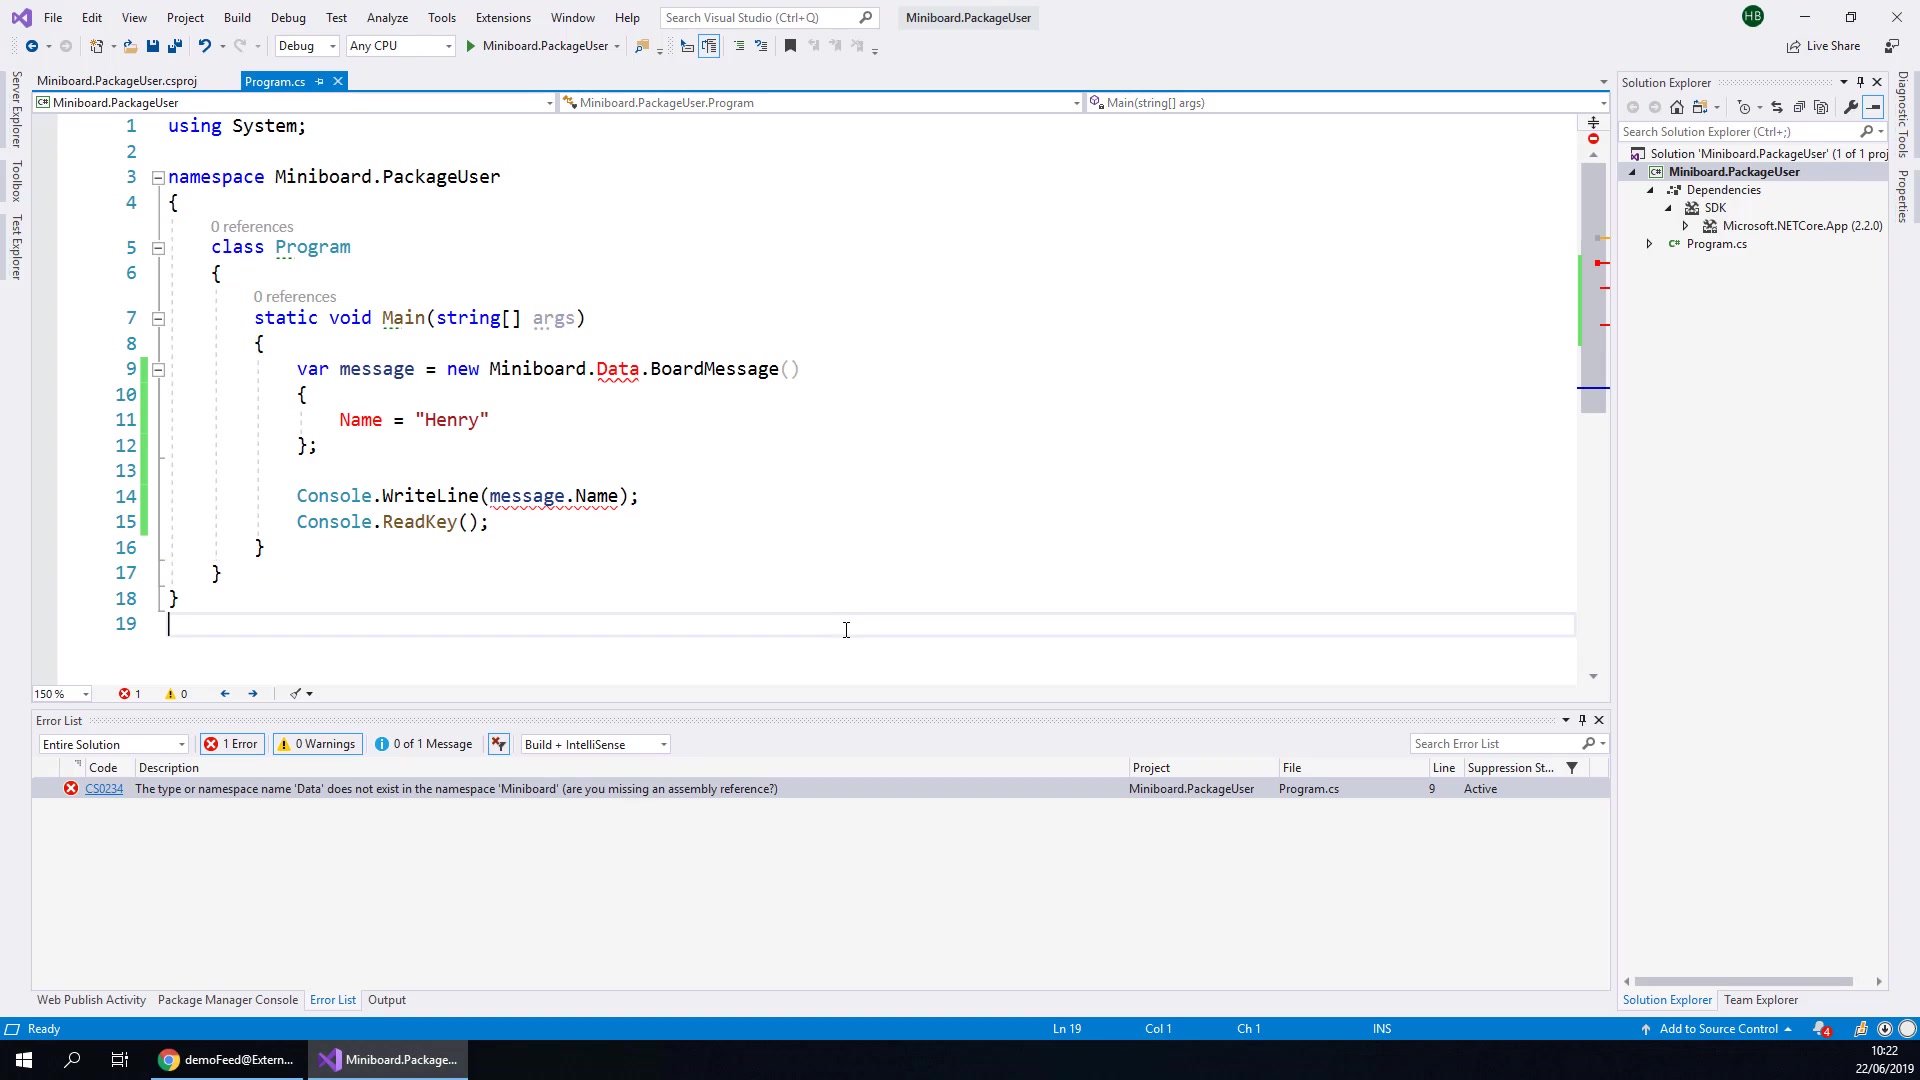 File Edit View Project Build Debug Test Analyze Tools Extensions Window Help Search Visual Studio (Ctrl+Q) Miniboard.PackageUser HB
Debug Any CPU Miniboard.PackageUser Live Share
Server Explorer
Toolbox
Test Explorer
Miniboard.PackageUser.csproj Program.cs
C# Miniboard.PackageUser Miniboard.PackageUser.Program Main(string[] args)
1 using System;
2
3 namespace Miniboard.PackageUser
4 {
0 references
5 class Program
6 {
0 references
7 static void Main(string[] args)
8 {
9 var message = new Miniboard.Data.BoardMessage()
10 {
11 Name = "Henry"
12 };
13
14 Console.WriteLine(message.Name);
15 Console.ReadKey();
16 }
17 }
18 }
19
150 % 1 0
Error List
Entire Solution 1 Error 0 Warnings 0 of 1 Message Build + IntelliSense Search Error List
Code Description Project File Line Suppression St...
CS0234 The type or namespace name 'Data' does not exist in the namespace 'Miniboard' (are you missing an assembly reference?) Miniboard.PackageUser Program.cs 9 Active
Web Publish Activity Package Manager Console Error List Output
Solution Explorer
Search Solution Explorer (Ctrl+;)
Solution 'Miniboard.PackageUser' (1 of 1 proj
C# Miniboard.PackageUser
Dependencies
SDK
Microsoft.NETCore.App (2.2.0)
C# Program.cs
Solution Explorer Team Explorer
Diagnostic Tools
Properties
Ready Ln 19 Col 1 Ch 1 INS Add to Source Control 4
demoFeed@Extern... Miniboard.Package...
10:22
22/06/2019